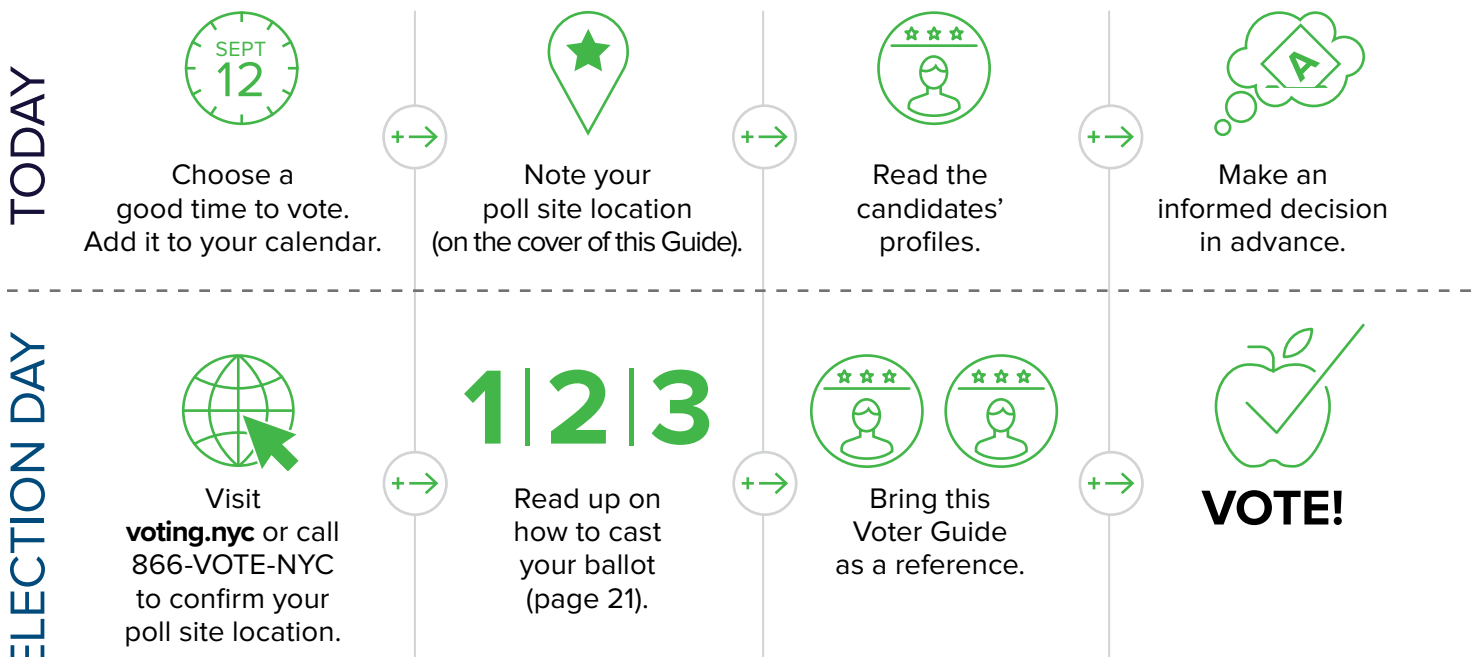 TODAY
SEPT
12
Choose a
good time to vote.
Add it to your calendar.
Note your
poll site location
(on the cover of this Guide).
Read the
candidates’
profiles.
A
Make an
informed decision
in advance.
ELECTION DAY
Visit
voting.nyc or call
866-VOTE-NYC
to confirm your
poll site location.
1|2|3
Read up on
how to cast
your ballot
(page 21).
Bring this
Voter Guide
as a reference.
VOTE!